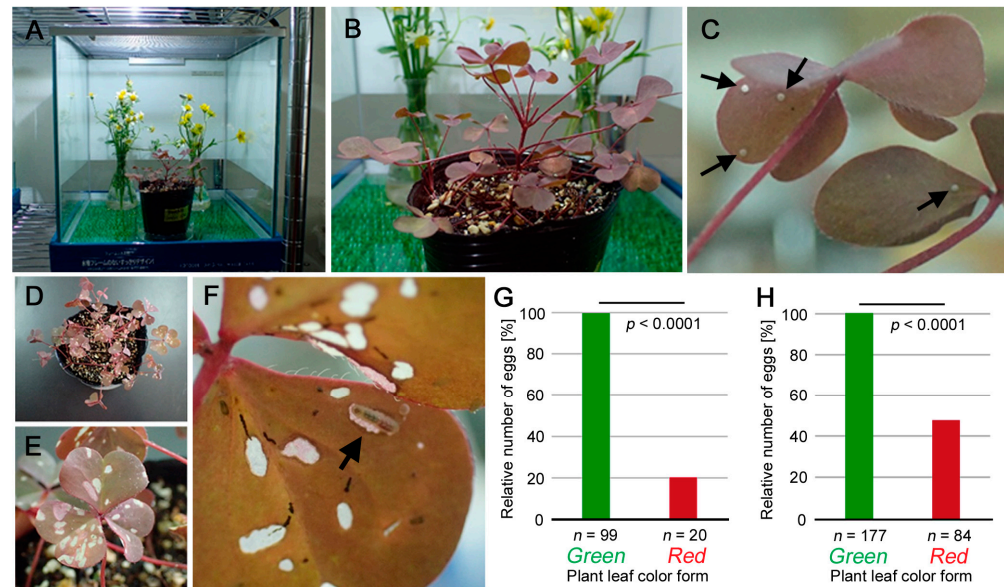 A
B
C
D
E
F
G
p < 0.0001
Relative number of eggs [%]
100
80
60
40
20
0
n = 99
n = 20
Green
Red
Plant leaf color form
H
p < 0.0001
Relative number of eggs [%]
100
80
60
40
20
0
n = 177
n = 84
Green
Red
Plant leaf color form